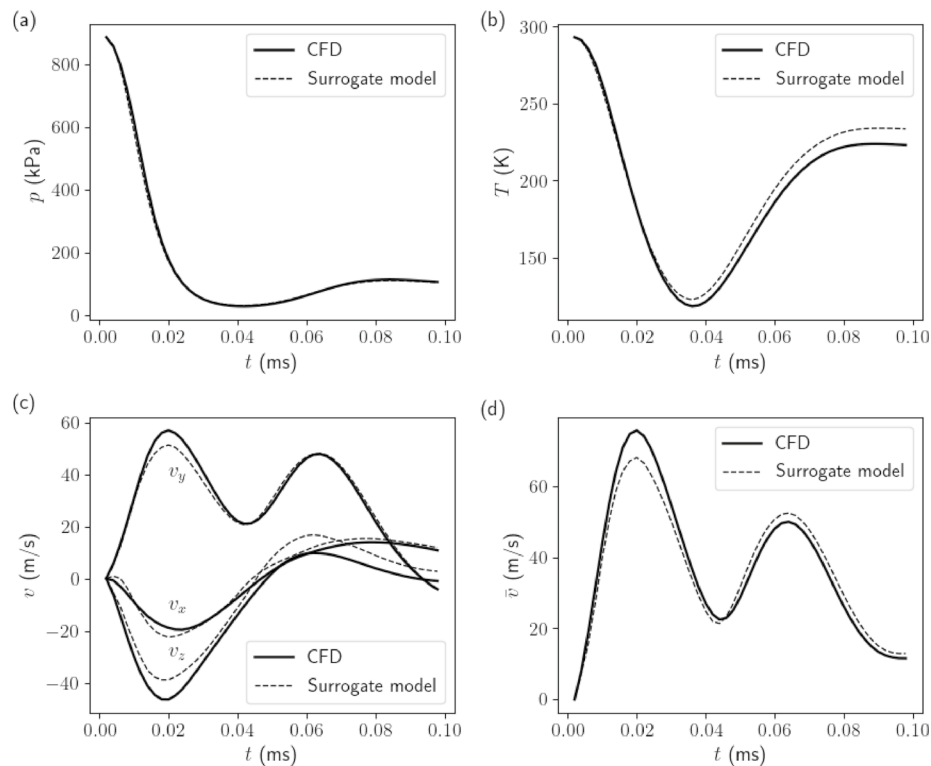 (a)
800
600
400
200
0
p (kPa)
CFD
Surrogate model
0.00 0.02 0.04 0.06 0.08 0.10
t (ms)
(b)
300
250
200
150
T (K)
CFD
Surrogate model
0.00 0.02 0.04 0.06 0.08 0.10
t (ms)
(c)
60
40
20
0
−20
−40
v (m/s)
v_y
v_x
v_z
CFD
Surrogate model
0.00 0.02 0.04 0.06 0.08 0.10
t (ms)
(d)
60
40
20
0
v̄ (m/s)
CFD
Surrogate model
0.00 0.02 0.04 0.06 0.08 0.10
t (ms)